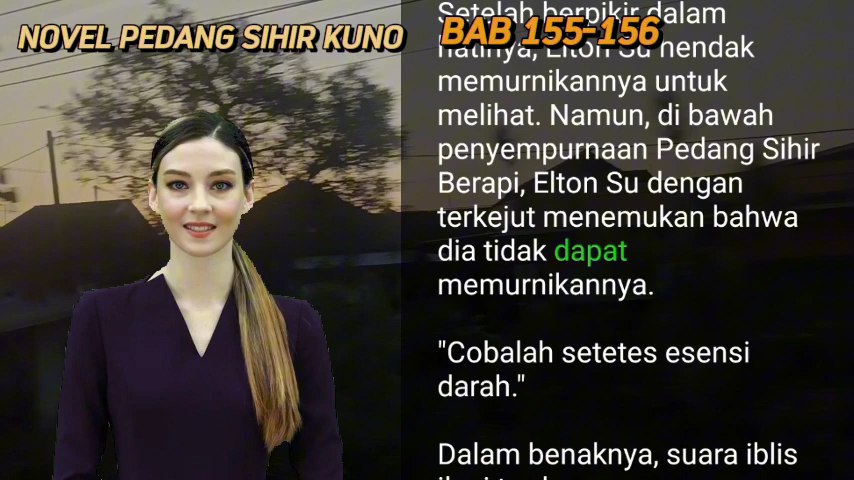 NOVEL PEDANG SIHIR KUNO
BAB 155-156
Setelah berpikir dalam
hatinya, Elton Su hendak
memurnikannya untuk
melihat. Namun, di bawah
penyempurnaan Pedang Sihir
Berapi, Elton Su dengan
terkejut menemukan bahwa
dia tidak dapat
memurnikannya.
"Cobalah setetes esensi
darah."
Dalam benaknya, suara iblis